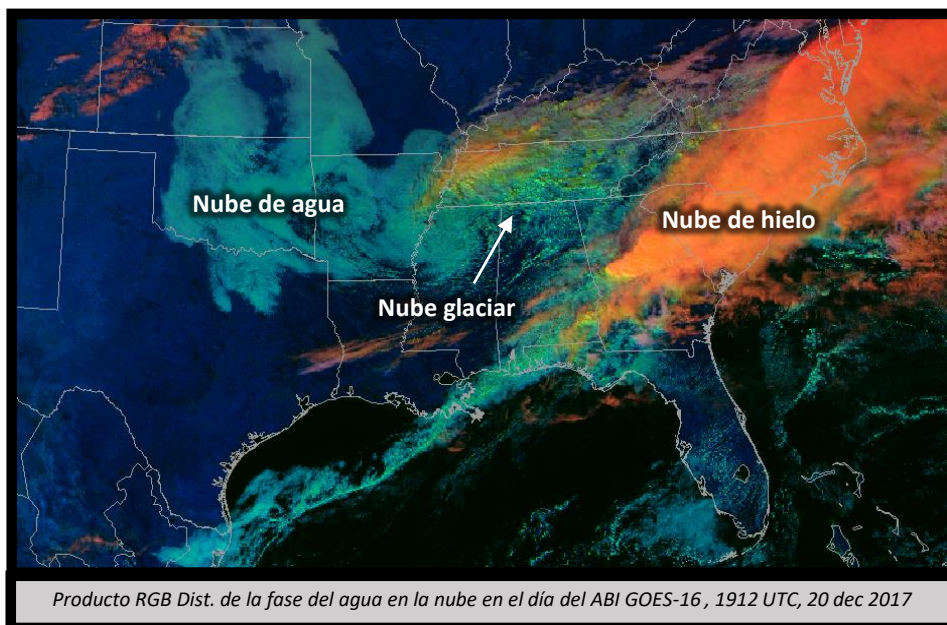 Nube de agua
Nube de hielo
Nube glaciar
Producto RGB Dist. de la fase del agua en la nube en el día del ABI GOES-16 , 1912 UTC, 20 dec 2017